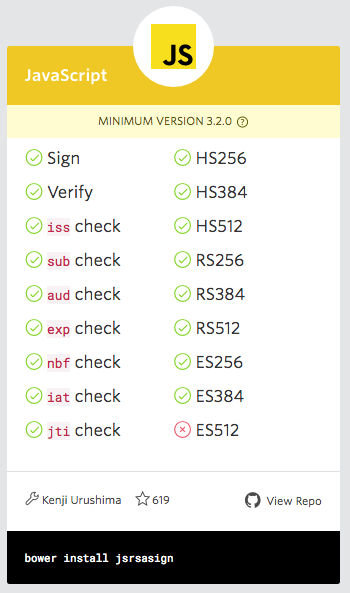 JS
JavaScript
MINIMUM VERSION 3.2.0 ?
Sign
HS256
Verify
HS384
iss check
HS512
sub check
RS256
aud check
RS384
exp check
RS512
nbf check
ES256
iat check
ES384
jti check
ES512
Kenji Urushima
619
View Repo
bower install jsrsasign